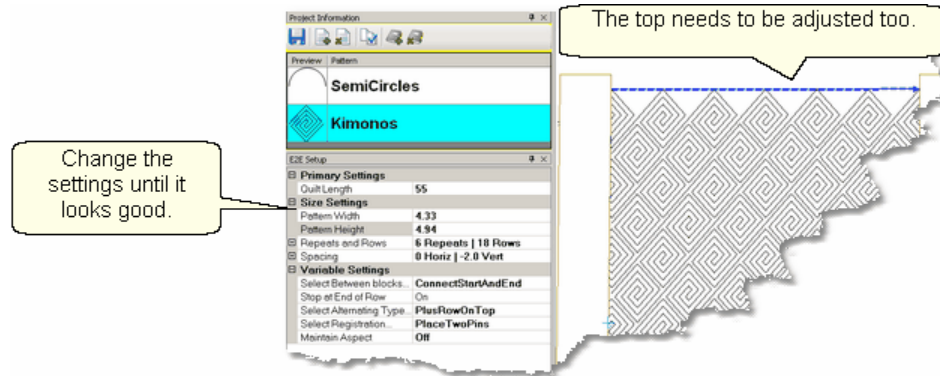 Project Information
The top needs to be adjusted too.
Preview Pattern
SemiCircles
Kimonos
Change the
settings until it
looks good.
E2E Setup
Primary Settings
Quilt Length 55
Size Settings
Pattern Width 4.33
Pattern Height 4.94
Repeats and Rows 6 Repeats | 18 Rows
Spacing 0 Horiz | -2.0 Vert
Variable Settings
Select Between blocks... ConnectStartAndEnd
Stop at End of Row On
Select Alternating Type... PlusRowOnTop
Select Registration... PlaceTwoPins
Maintain Aspect Off